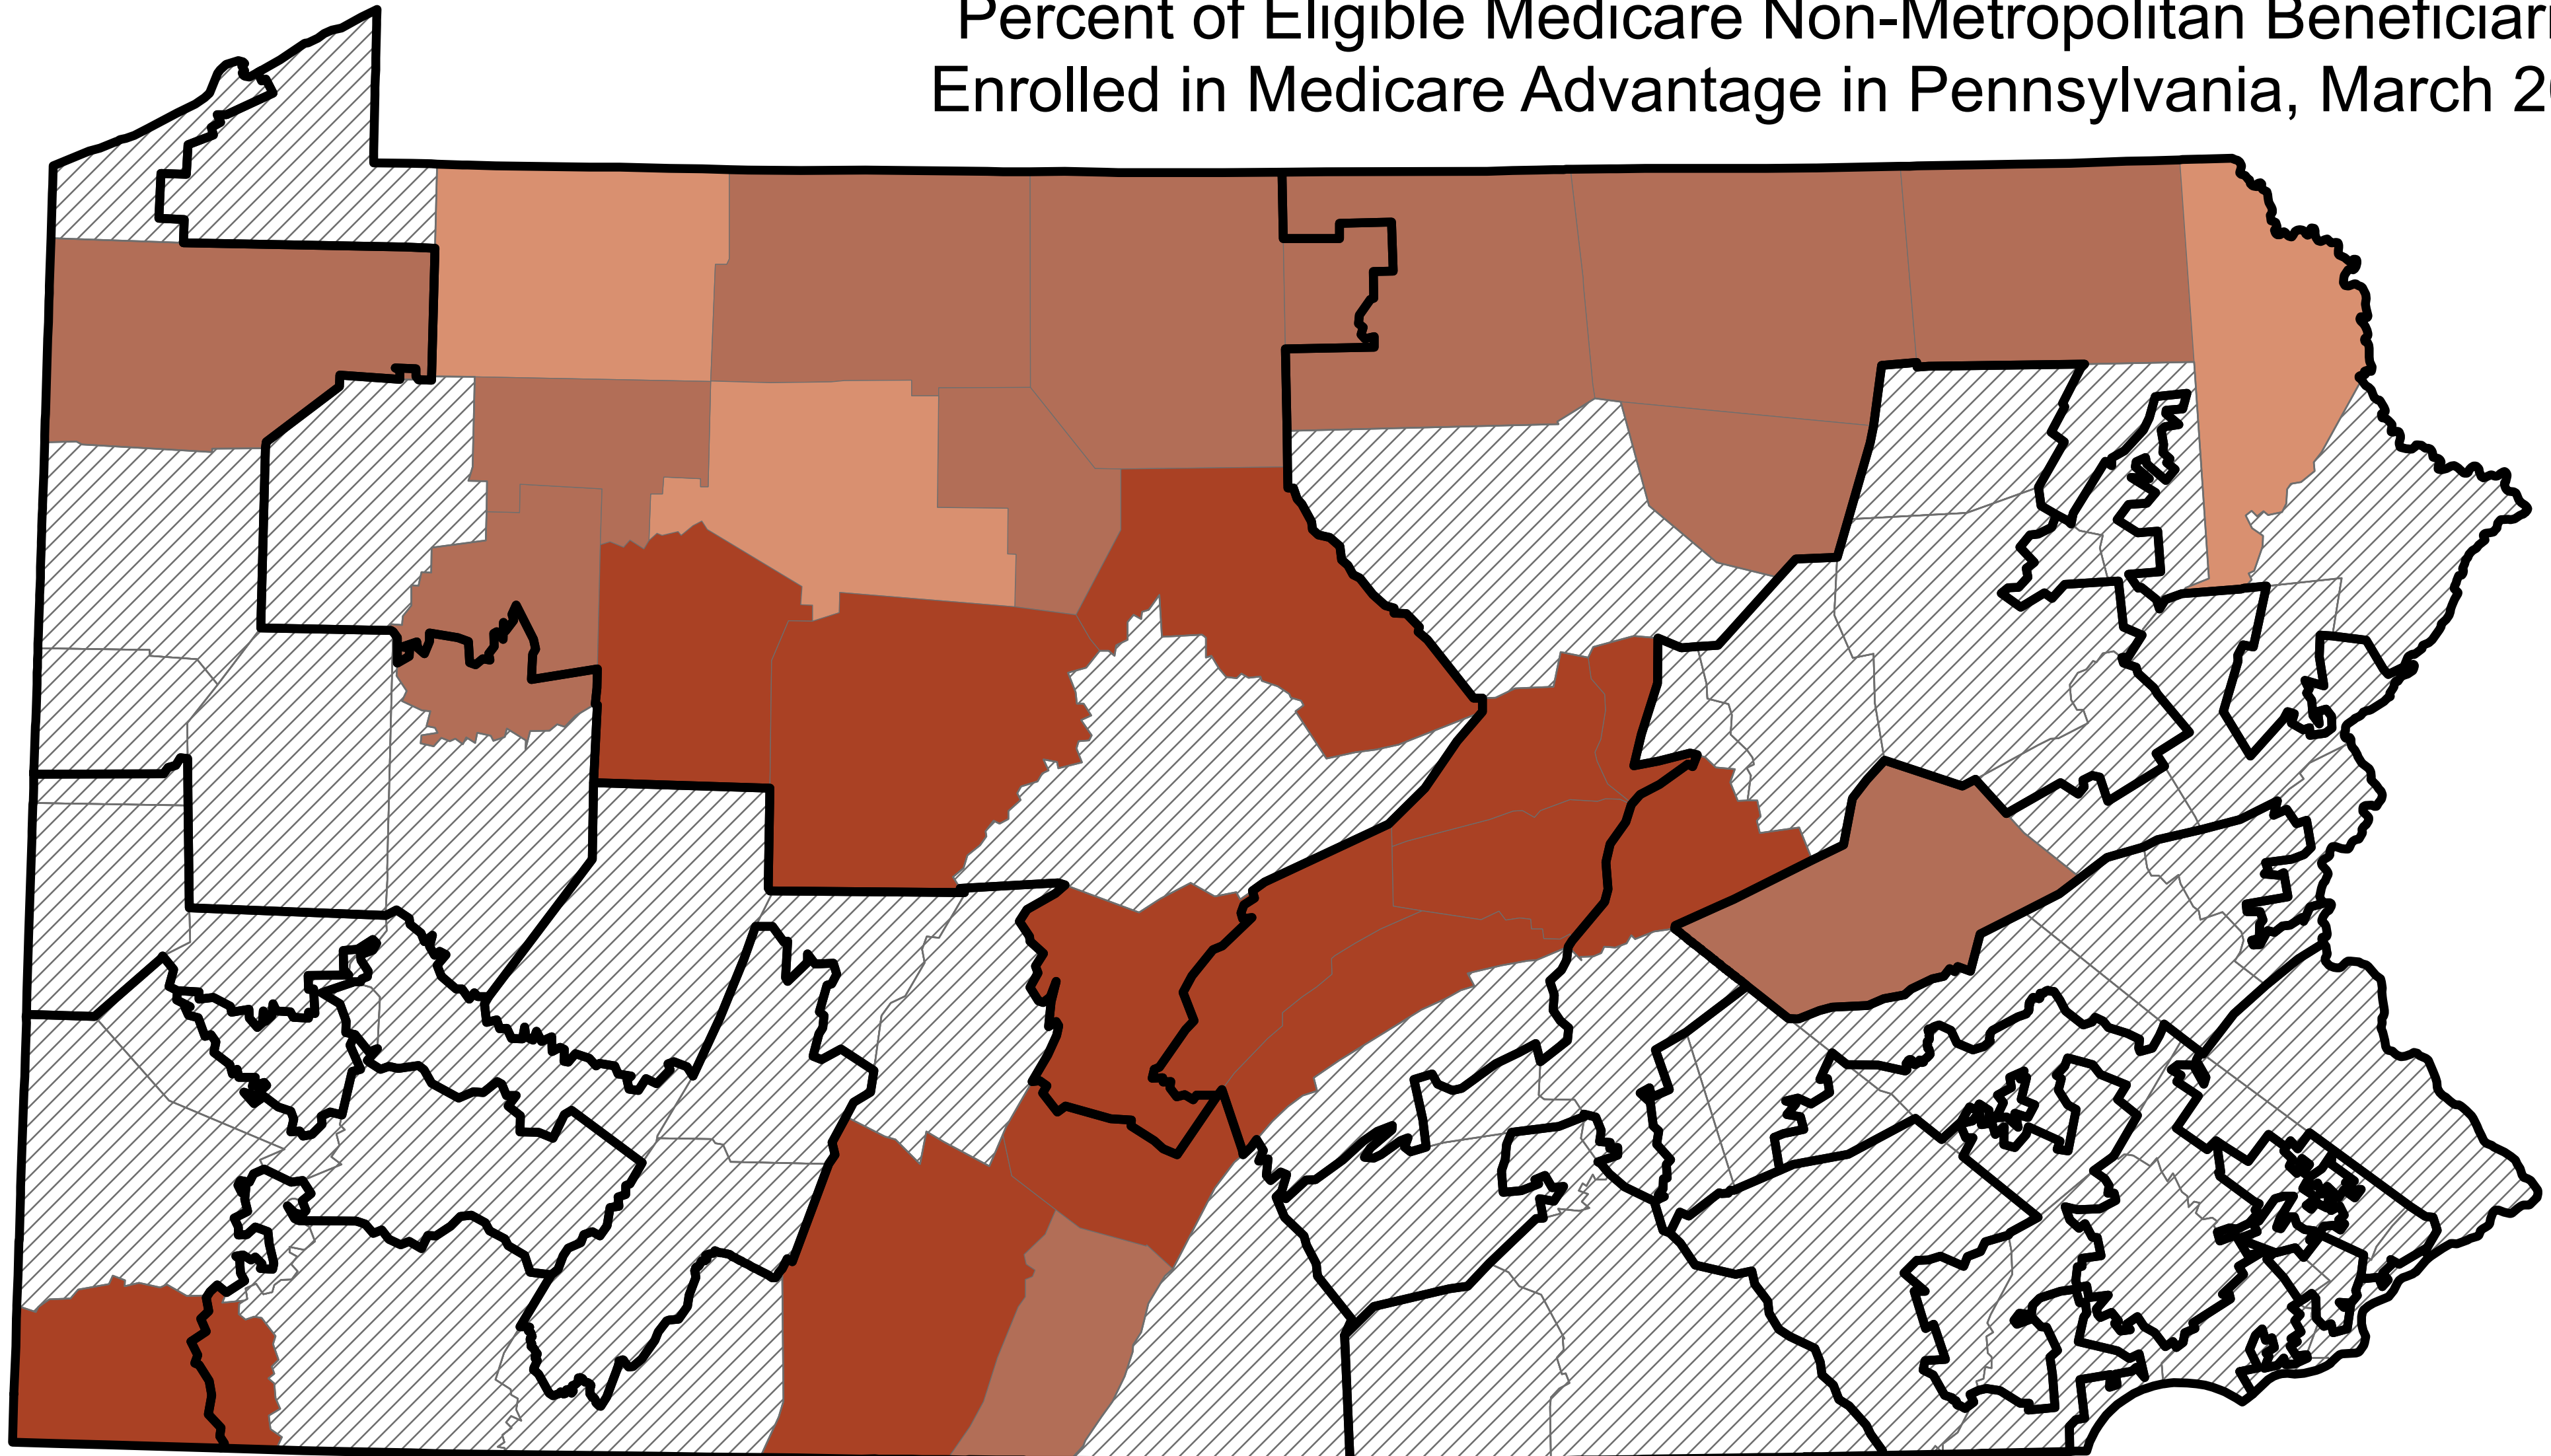 Percent of Eligible Medicare Non-Metropolitan
Enrolled in Medicare Advantage in Pennsylvania, March